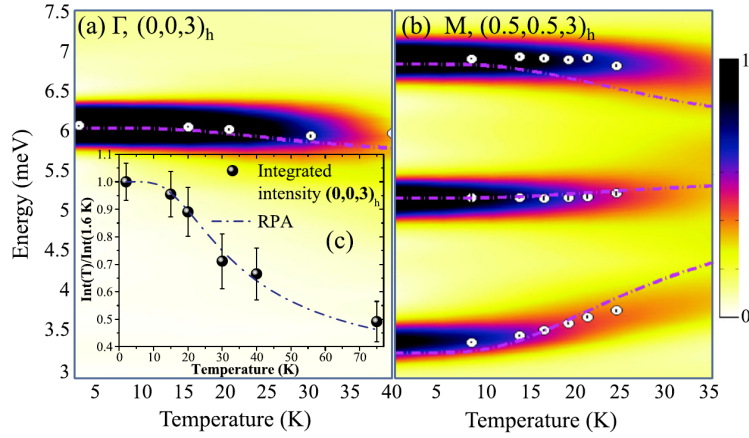 (a) Γ, (0,0,3)h
(b) M, (0.5,0.5,3)h
7.5
7
6.5
6
5.5
5
4.5
4
3.5
3
Energy (meV)
5 10 15 20 25 30 35 40
Temperature (K)
5 10 15 20 25 30 35
Temperature (K)
1
0
1.1
1.0
0.9
0.8
0.7
0.6
0.5
0.4
Int(T)/Int(1.6 K)
Integrated
intensity (0,0,3)h
RPA
(c)
0 10 20 30 40 50 60 70
Temperature (K)